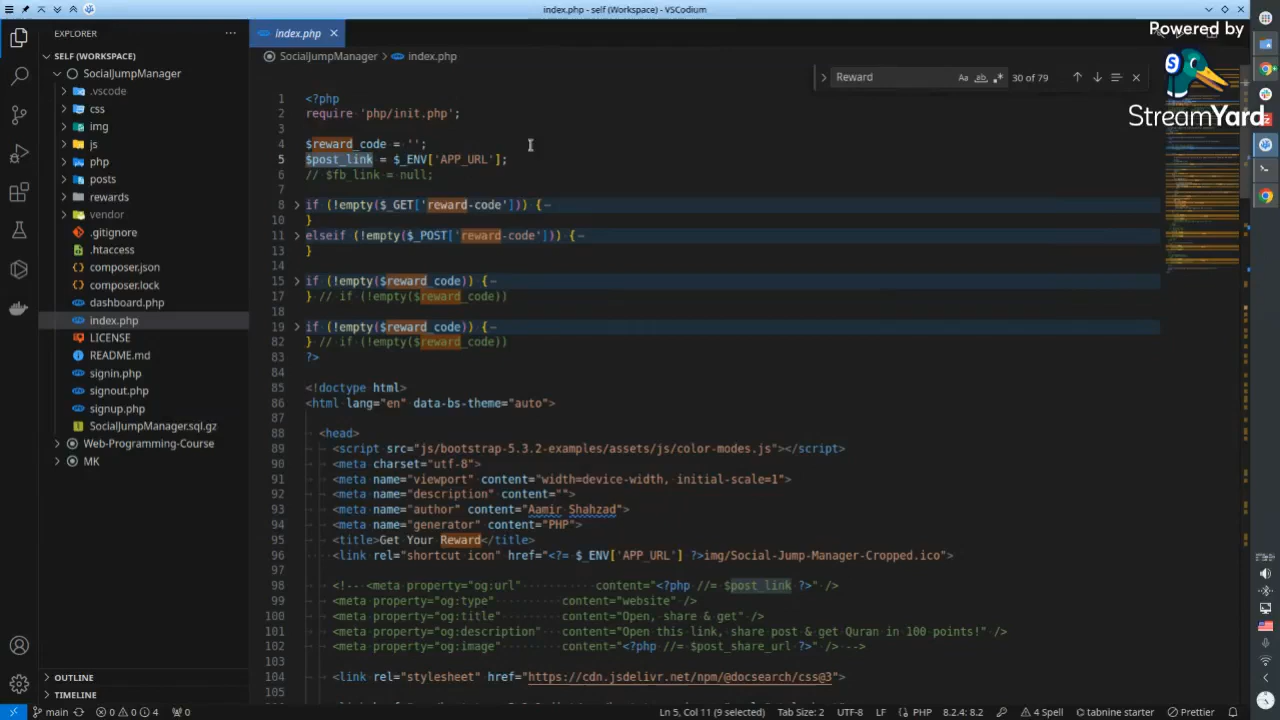 index.php - self (Workspace) - VSCodium
Powered by
StreamYard
EXPLORER
SELF (WORKSPACE)
SocialJumpManager
.vscode
css
img
js
php
posts
rewards
vendor
.gitignore
.htaccess
composer.json
composer.lock
dashboard.php
index.php
LICENSE
README.md
signin.php
signout.php
signup.php
SocialJumpManager.sql.gz
Web-Programming-Course
MK
OUTLINE
TIMELINE
index.php
SocialJumpManager > index.php
Reward
30 of 79
1 <?php
2 require 'php/init.php';
3
4 $reward_code = '';
5 $post_link = $_ENV['APP_URL'];
6 // $fb_link = null;
7
8 if (!empty($_GET['reward-code'])) {
10 }
11 elseif (!empty($_POST['reward-code'])) {
13 }
14
15 if (!empty($reward_code)) {
17 } // if (!empty($reward_code))
18
19 if (!empty($reward_code)) {
82 } // if (!empty($reward_code))
83 ?>
84
85 <!doctype html>
86 <html lang="en" data-bs-theme="auto">
87
88 <head>
89 <script src="js/bootstrap-5.3.2-examples/assets/js/color-modes.js"></script>
90 <meta charset="utf-8">
91 <meta name="viewport" content="width=device-width, initial-scale=1">
92 <meta name="description" content="">
93 <meta name="author" content="Aamir Shahzad">
94 <meta name="generator" content="PHP">
95 <title>Get Your Reward</title>
96 <link rel="shortcut icon" href="<?= $_ENV['APP_URL'] ?>img/Social-Jump-Manager-Cropped.ico">
97
98 <!-- <meta property="og:url" content="<?php //= $post_link ?>" />
99 <meta property="og:type" content="website" />
100 <meta property="og:title" content="Open, share & get" />
101 <meta property="og:description" content="Open this link, share post & get Quran in 100 points!" />
102 <meta property="og:image" content="<?php //= $post_share_url ?>" /> -->
103
104 <link rel="stylesheet" href="https://cdn.jsdelivr.net/npm/@docsearch/css@3">
105
main
0 0 4
0
Ln 5, Col 11 (9 selected)
Tab Size: 2
UTF-8
LF
PHP
8.2.4: 8.2
4 Spell
tabnine starter
Prettier